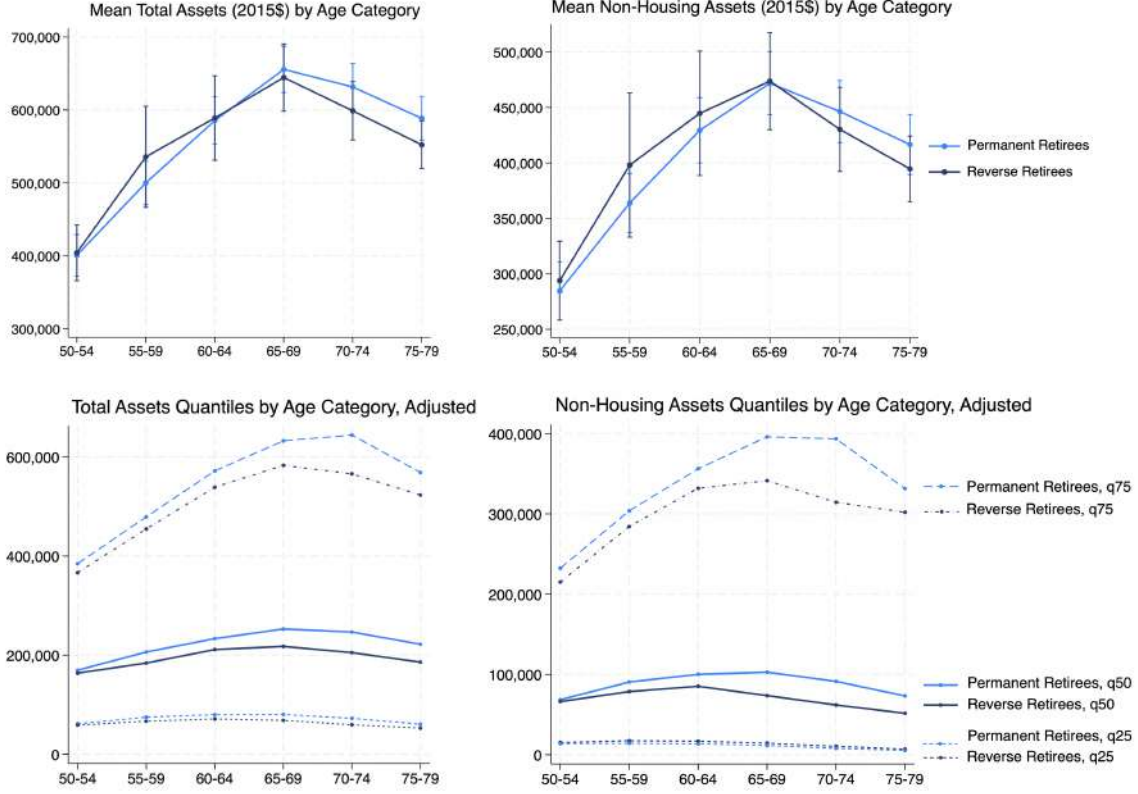 Mean Total Assets (2015$) by Age Category
700,000
600,000
500,000
400,000
300,000
50-54 55-59 60-64 65-69 70-74 75-79
Mean Non-Housing Assets (2015$) by Age Category
500,000
450,000
400,000
350,000
300,000
250,000
50-54 55-59 60-64 65-69 70-74 75-79
Permanent Retirees
Reverse Retirees
Total Assets Quantiles by Age Category, Adjusted
600,000
400,000
200,000
0
50-54 55-59 60-64 65-69 70-74 75-79
Non-Housing Assets Quantiles by Age Category, Adjusted
400,000
300,000
200,000
100,000
0
50-54 55-59 60-64 65-69 70-74 75-79
Permanent Retirees, q75
Reverse Retirees, q75
Permanent Retirees, q50
Reverse Retirees, q50
Permanent Retirees, q25
Reverse Retirees, q25